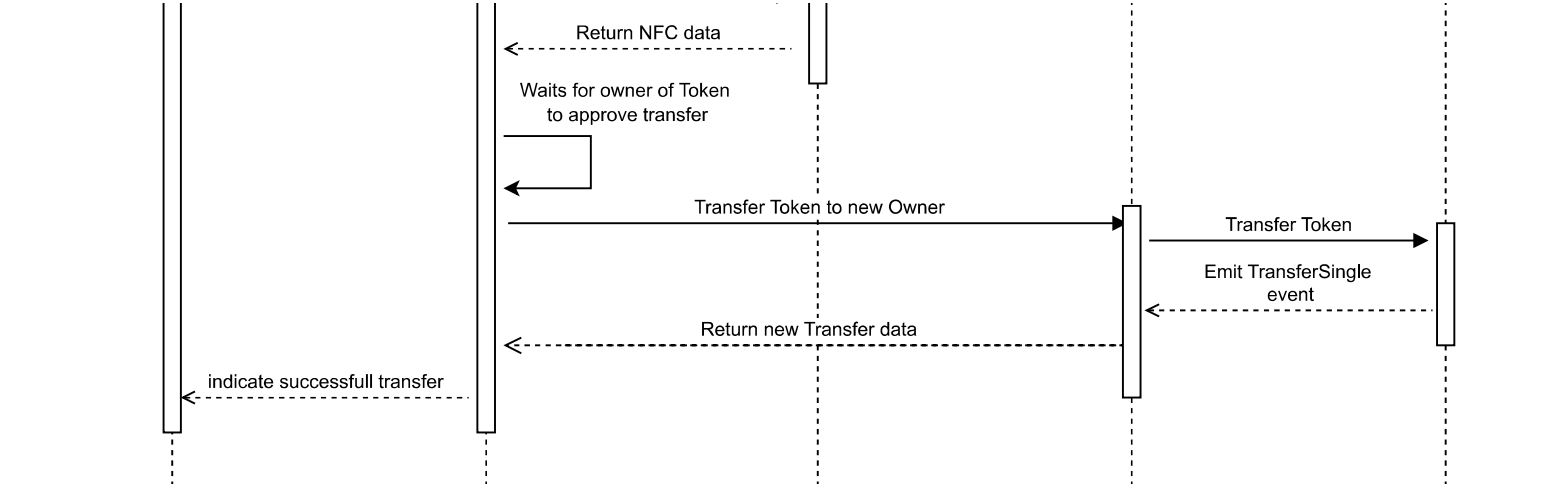 Return NFC data
Waits for owner of Token
to approve transfer
Transfer Token to new Owner
Transfer Token
Emit TransferSingle
event
Return new Transfer data
indicate successfull transfer